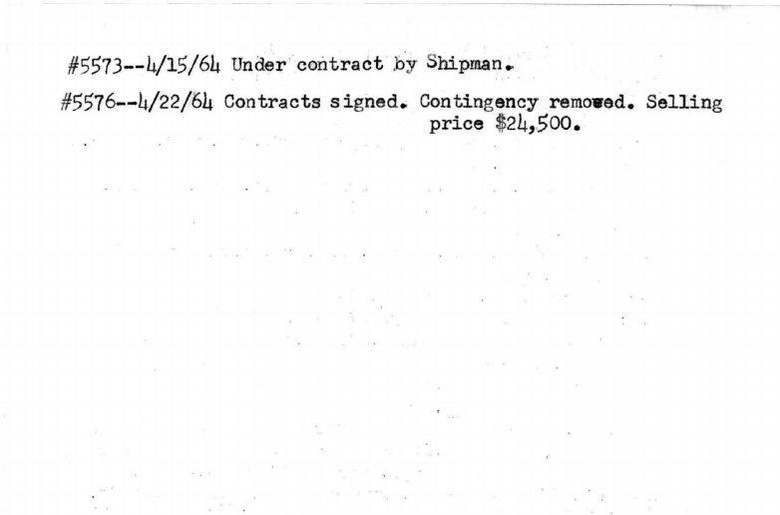 #5573--4/15/64 Under contract by Shipman.
#5576--4/22/64 Contracts signed. Contingency removed. Selling
price $24,500.